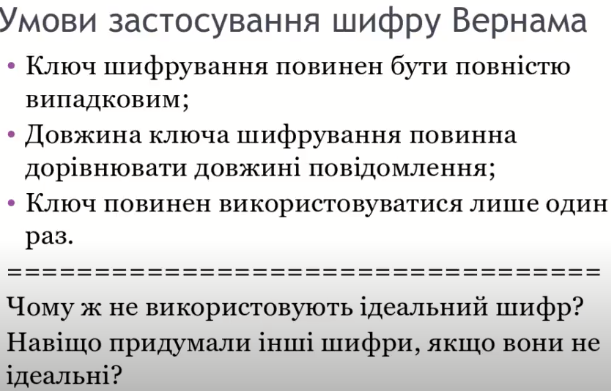 Умови застосування шифру Вернама
• Ключ шифрування повинен бути повністю
випадковим;
• Довжина ключа шифрування повинна
дорівнювати довжині повідомлення;
• Ключ повинен використовуватися лише один
раз.
==================================
Чому ж не використовують ідеальний шифр?
Навіщо придумали інші шифри, якщо вони не
ідеальні?